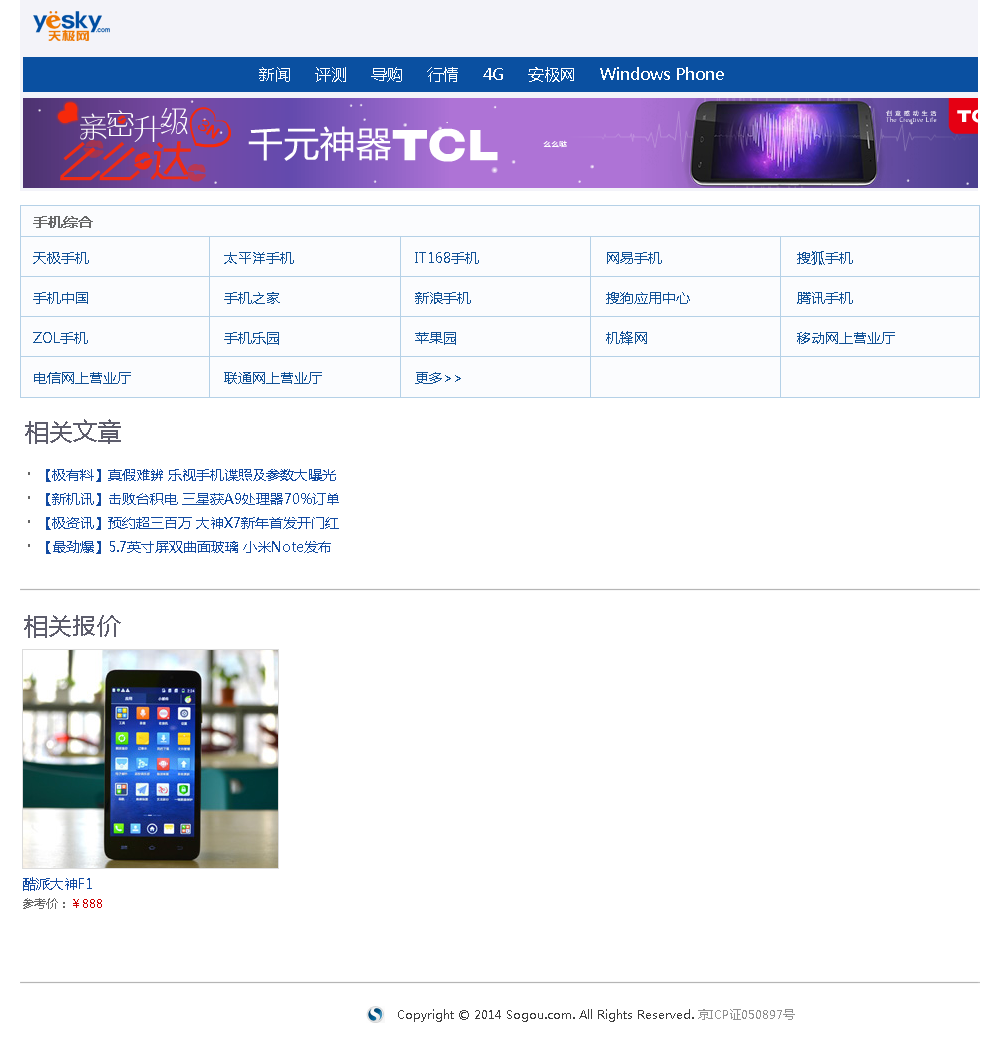 yesky.com
天极网
新闻 评测 导购 行情 4G 安极网 Windows Phone
亲密升级
么么哒
千元神器TCL
么么哒
创意感动生活
The Creative Life
TC
手机综合
天极手机 太平洋手机 IT168手机 网易手机 搜狐手机
手机中国 手机之家 新浪手机 搜狗应用中心 腾讯手机
ZOL手机 手机乐园 苹果园 机锋网 移动网上营业厅
电信网上营业厅 联通网上营业厅 更多>>
相关文章
· 【极有料】真假难辨 乐视手机谍照及参数大曝光
· 【新机讯】击败台积电 三星获A9处理器70%订单
· 【极资讯】预约超三百万 大神X7新年首发开门红
· 【最劲爆】5.7英寸屏双曲面玻璃 小米Note发布
相关报价
酷派大神F1
参考价：￥888
Copyright © 2014 Sogou.com. All Rights Reserved. 京ICP证050897号